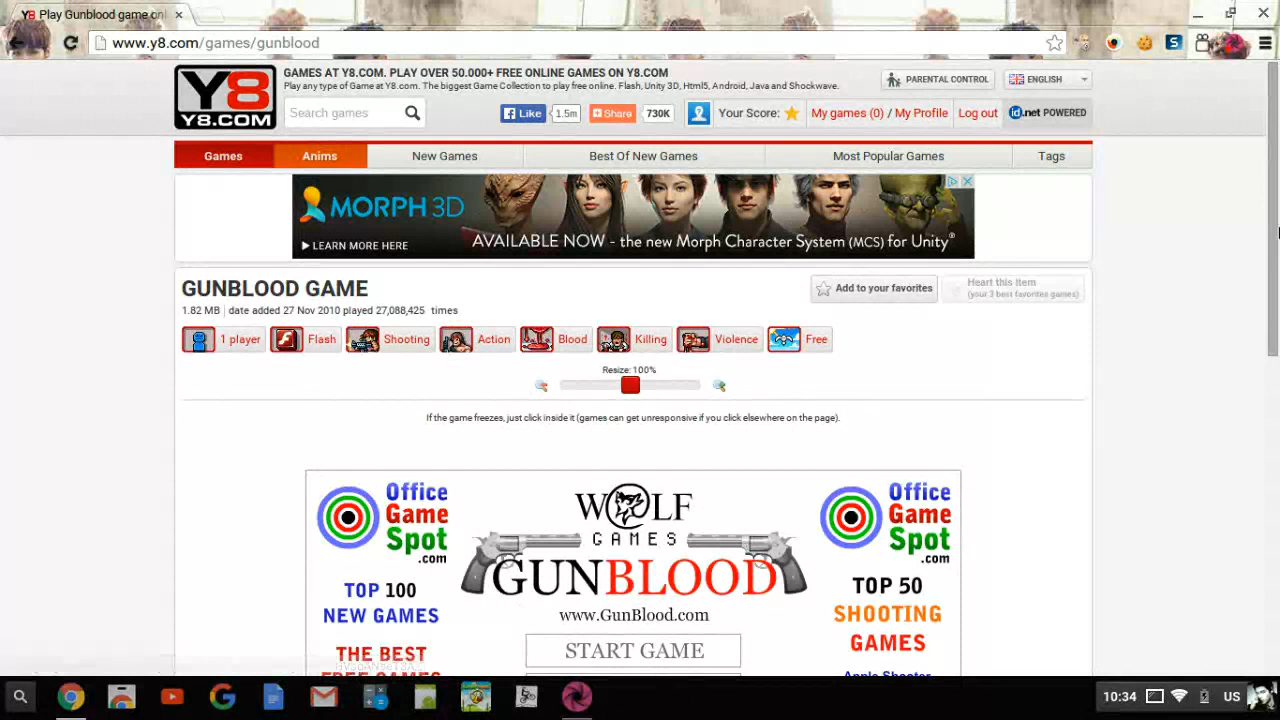 Y8 Play Gunblood game onl
www.y8.com/games/gunblood
Y8
Y8.COM
GAMES AT Y8.COM. PLAY OVER 50.000+ FREE ONLINE GAMES ON Y8.COM
Play any type of Game at Y8.com. The biggest Game Collection to play free online. Flash, Unity 3D, Html5, Android, Java and Shockwave.
PARENTAL CONTROL
ENGLISH
Search games
Like 1.5m
Share 730K
Your Score:
My games (0) / My Profile
Log out
id.net POWERED
Games
Anims
New Games
Best Of New Games
Most Popular Games
Tags
MORPH 3D
LEARN MORE HERE
AVAILABLE NOW - the new Morph Character System (MCS) for Unity®
GUNBLOOD GAME
Add to your favorites
Heart this item
(your 3 best favorites games)
1.82 MB date added 27 Nov 2010 played 27,088,425 times
1 player
Flash
Shooting
Action
Blood
Killing
Violence
Free
Resize: 100%
If the game freezes, just click inside it (games can get unresponsive if you click elsewhere on the page).
Office
Game
Spot
.com
TOP 100
NEW GAMES
THE BEST
FREE GAMES
WOLF
GAMES
GUNBLOOD
www.GunBlood.com
START GAME
Office
Game
Spot
.com
TOP 50
SHOOTING
GAMES
Apple Shooter
10:34
US